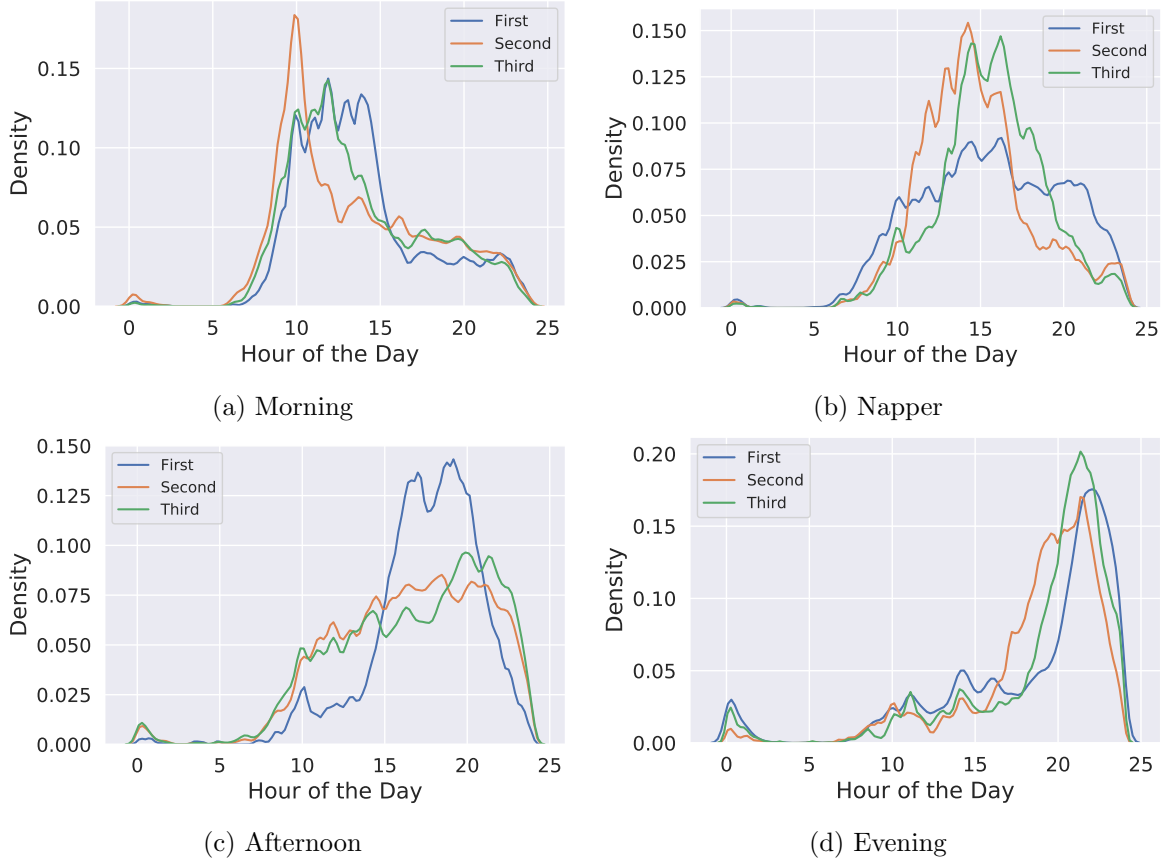 First
Second
Third
0.15
0.10
0.05
0.00
Density
0 5 10 15 20 25
Hour of the Day
(a) Morning
First
Second
Third
0.150
0.125
0.100
0.075
0.050
0.025
0.000
Density
0 5 10 15 20 25
Hour of the Day
(b) Napper
First
Second
Third
0.150
0.125
0.100
0.075
0.050
0.025
0.000
Density
0 5 10 15 20 25
Hour of the Day
(c) Afternoon
First
Second
Third
0.20
0.15
0.10
0.05
0.00
Density
0 5 10 15 20 25
Hour of the Day
(d) Evening